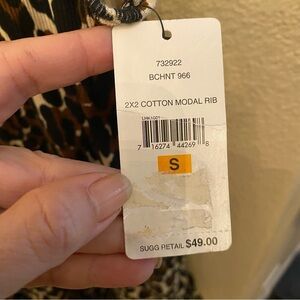 732922
BCHNT 966
2X2 COTTON MODAL RIB
7 16274 44269 8
S
SUGG RETAIL $49.00